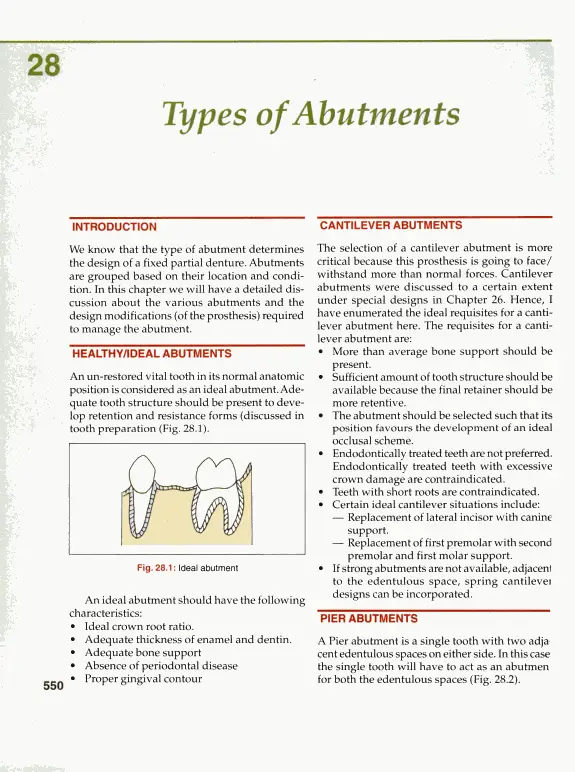 28
Types of Abutments
INTRODUCTION
We know that the type of abutment determines
the design of a fixed partial denture. Abutments
are grouped based on their location and condi-
tion. In this chapter we will have a detailed dis-
cussion about the various abutments and the
design modifications (of the prosthesis) required
to manage the abutment.
HEALTHY/IDEAL ABUTMENTS
An un-restored vital tooth in its normal anatomic
position is considered as an ideal abutment. Ade-
quate tooth structure should be present to deve-
lop retention and resistance forms (discussed in
tooth preparation (Fig. 28.1).
Fig. 28.1: Ideal abutment
An ideal abutment should have the following
characteristics:
• Ideal crown root ratio.
• Adequate thickness of enamel and dentin.
• Adequate bone support
• Absence of periodontal disease
• Proper gingival contour
550
CANTILEVER ABUTMENTS
The selection of a cantilever abutment is more
critical because this prosthesis is going to face/
withstand more than normal forces. Cantilever
abutments were discussed to a certain extent
under special designs in Chapter 26. Hence, I
have enumerated the ideal requisites for a canti-
lever abutment here. The requisites for a canti-
lever abutment are:
• More than average bone support should be
present.
• Sufficient amount of tooth structure should be
available because the final retainer should be
more retentive.
• The abutment should be selected such that its
position favours the development of an ideal
occlusal scheme.
• Endodontically treated teeth are not preferred.
Endodontically treated teeth with excessive
crown damage are contraindicated.
• Teeth with short roots are contraindicated.
• Certain ideal cantilever situations include:
— Replacement of lateral incisor with canine
support.
— Replacement of first premolar with second
premolar and first molar support.
• If strong abutments are not available, adjacent
to the edentulous space, spring cantilever
designs can be incorporated.
PIER ABUTMENTS
A Pier abutment is a single tooth with two adja
cent edentulous spaces on either side. In this case
the single tooth will have to act as an abutmen
for both the edentulous spaces (Fig. 28.2).